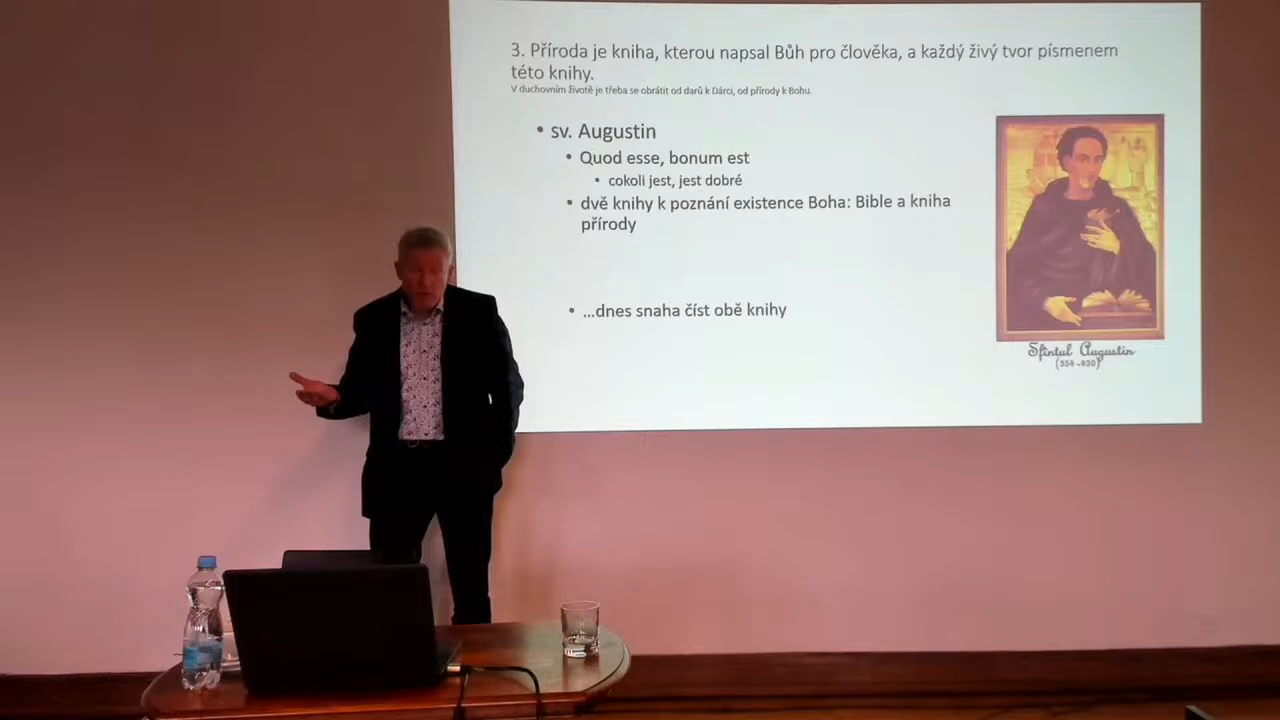 3. Příroda je kniha, kterou napsal Bůh pro člověka, a každý živý tvor písmenem
této knihy.
V duchovním životě je třeba se obrátit od darů k Dárci, od přírody k Bohu.
• sv. Augustin
• Quod esse, bonum est
• cokoli jest, jest dobré
• dvě knihy k poznání existence Boha: Bible a kniha
přírody
• ...dnes snaha číst obě knihy
Sfintul Augustin
(354-430)